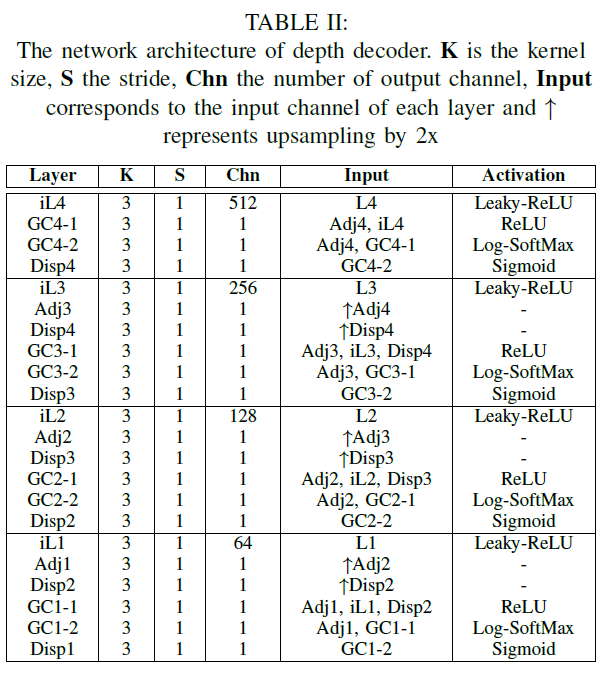 TABLE II:
The network architecture of depth decoder. K is the kernel
size, S the stride, Chn the number of output channel, Input
corresponds to the input channel of each layer and ↑
represents upsampling by 2x
Layer K S Chn Input Activation
iL4 3 1 512 L4 Leaky-ReLU
GC4-1 3 1 1 Adj4, iL4 ReLU
GC4-2 3 1 1 Adj4, GC4-1 Log-SoftMax
Disp4 3 1 1 GC4-2 Sigmoid
iL3 3 1 256 L3 Leaky-ReLU
Adj3 3 1 1 ↑Adj4 -
Disp4 3 1 1 ↑Disp4 -
GC3-1 3 1 1 Adj3, iL3, Disp4 ReLU
GC3-2 3 1 1 Adj3, GC3-1 Log-SoftMax
Disp3 3 1 1 GC3-2 Sigmoid
iL2 3 1 128 L2 Leaky-ReLU
Adj2 3 1 1 ↑Adj3 -
Disp3 3 1 1 ↑Disp3 -
GC2-1 3 1 1 Adj2, iL2, Disp3 ReLU
GC2-2 3 1 1 Adj2, GC2-1 Log-SoftMax
Disp2 3 1 1 GC2-2 Sigmoid
iL1 3 1 64 L1 Leaky-ReLU
Adj1 3 1 1 ↑Adj2 -
Disp2 3 1 1 ↑Disp2 -
GC1-1 3 1 1 Adj1, iL1, Disp2 ReLU
GC1-2 3 1 1 Adj1, GC1-1 Log-SoftMax
Disp1 3 1 1 GC1-2 Sigmoid